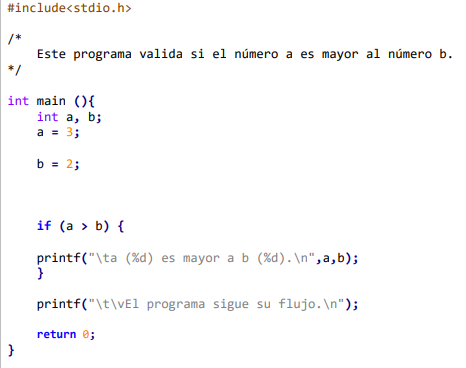 #include<stdio.h>
/*
Este programa valida si el número a es mayor al número b.
*/
int main (){
int a, b;
a = 3;
b = 2;
if (a > b) {
printf("\ta (%d) es mayor a b (%d).\n",a,b);
}
printf("\t\vEl programa sigue su flujo.\n");
return 0;
}